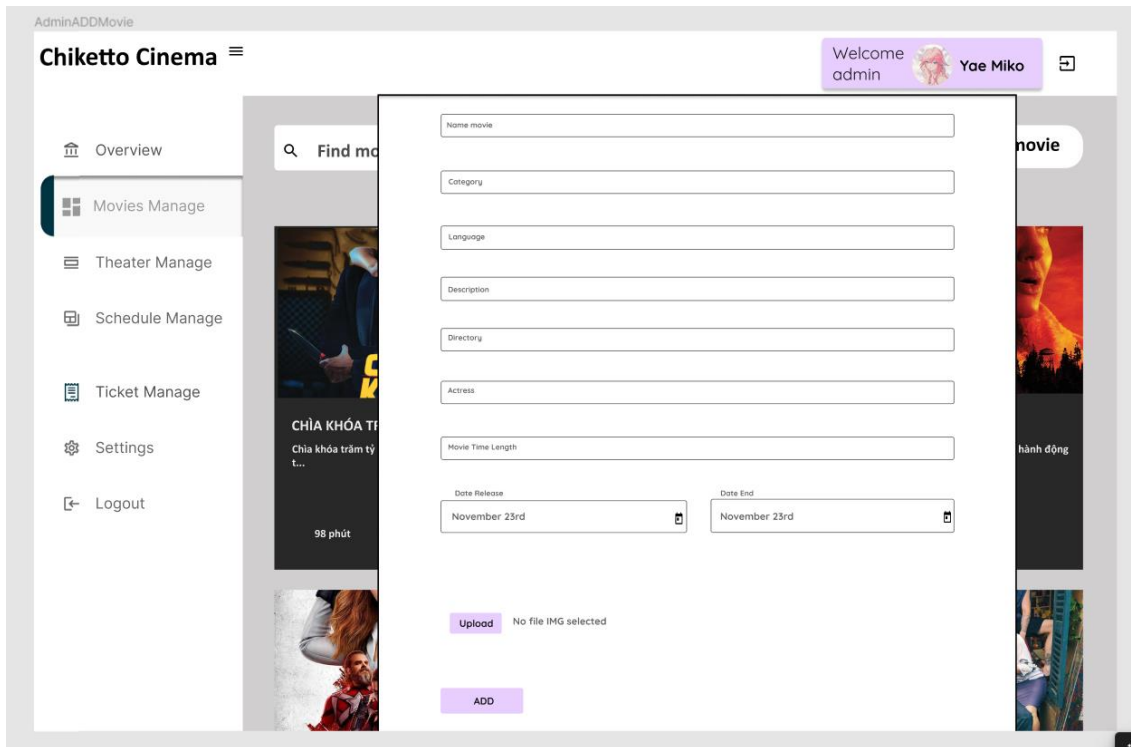 AdminADDMovie
Chiketto Cinema
Welcome
admin
Yae Miko
Overview
Movies Manage
Theater Manage
Schedule Manage
Ticket Manage
Settings
Logout
Find mo
movie
CHÌA KHÓA TR
Chìa khóa trăm tỷ
t...
98 phút
hành động
Name movie
Category
Language
Description
Directory
Actress
Movie Time Length
Date Release
Date End
November 23rd
November 23rd
Upload
No file IMG selected
ADD